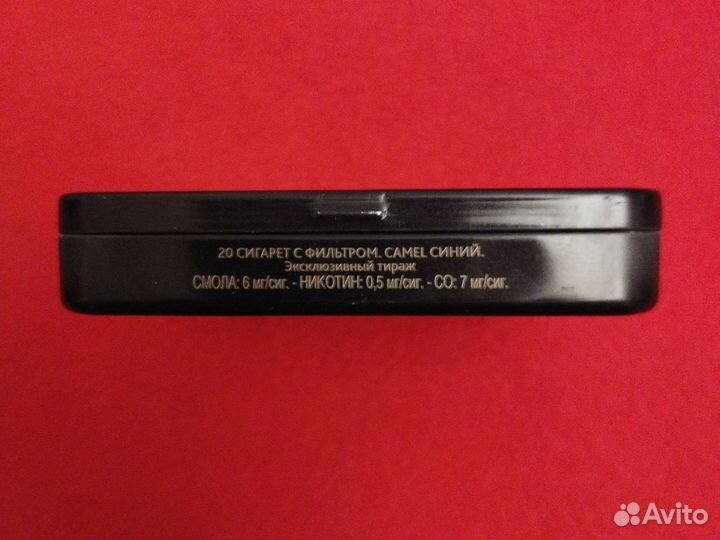 20 СИГАРЕТ С ФИЛЬТРОМ. CAMEL СИНИЙ.
Эксклюзивный тираж
СМОЛА: 6 мг/сиг. - НИКОТИН: 0,5 мг/сиг. - СО: 7 мг/сиг.
Avito